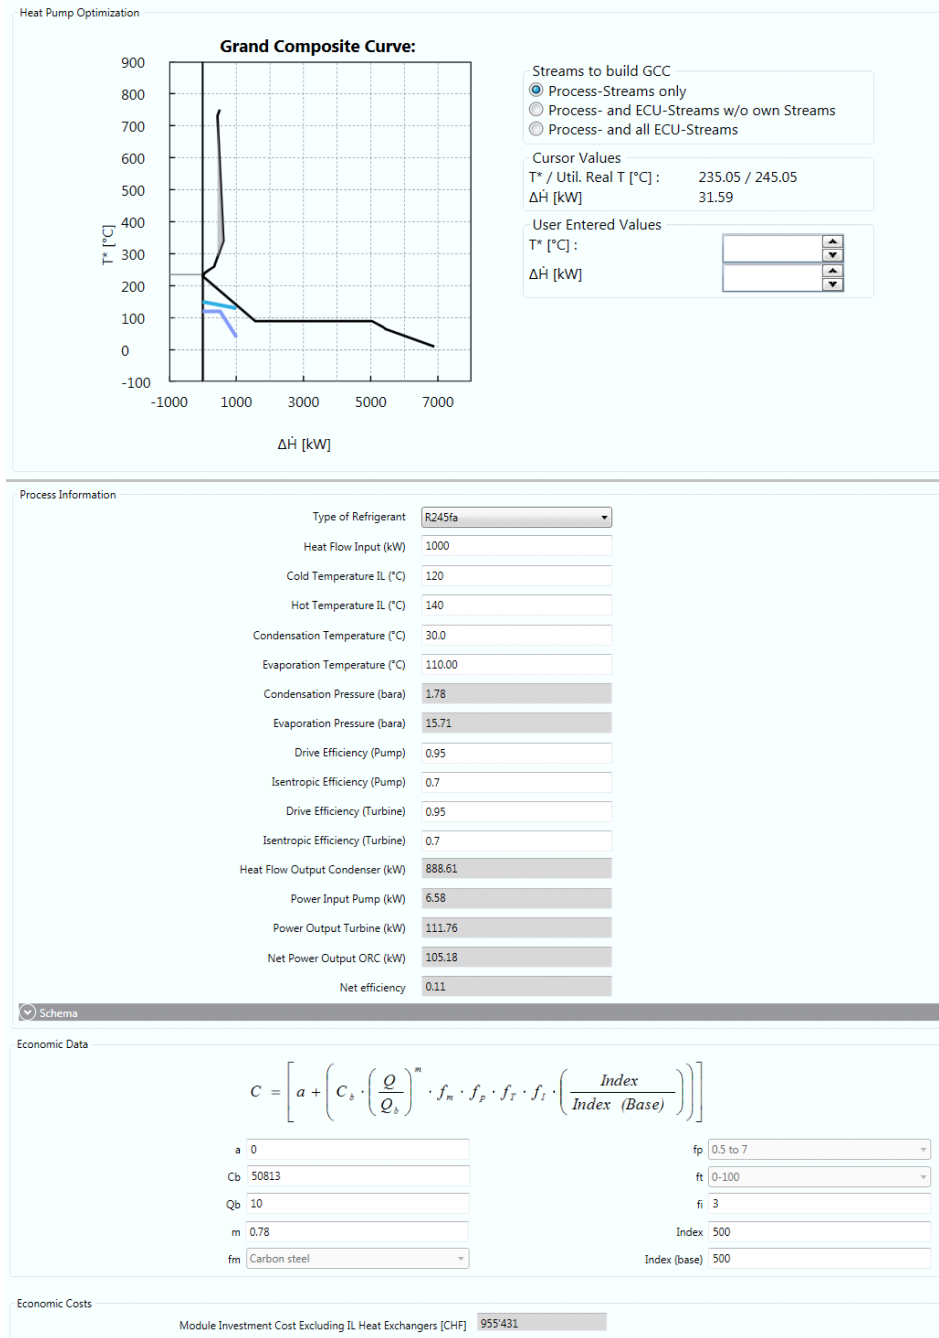 Heat Pump Optimization
Grand Composite Curve:
900
800
700
600
500
400
300
200
100
0
-100
T* [°C]
-1000 1000 3000 5000 7000
ΔḢ [kW]
Streams to build GCC
Process-Streams only
Process- and ECU-Streams w/o own Streams
Process- and all ECU-Streams
Cursor Values
T* / Util. Real T [°C] : 235.05 / 245.05
ΔḢ [kW] 31.59
User Entered Values
T* [°C] :
ΔḢ [kW]
Process Information
Type of Refrigerant R245fa
Heat Flow Input (kW) 1000
Cold Temperature IL (°C) 120
Hot Temperature IL (°C) 140
Condensation Temperature (°C) 30.0
Evaporation Temperature (°C) 110.00
Condensation Pressure (bara) 1.78
Evaporation Pressure (bara) 15.71
Drive Efficiency (Pump) 0.95
Isentropic Efficiency (Pump) 0.7
Drive Efficiency (Turbine) 0.95
Isentropic Efficiency (Turbine) 0.7
Heat Flow Output Condenser (kW) 888.61
Power Input Pump (kW) 6.58
Power Output Turbine (kW) 111.76
Net Power Output ORC (kW) 105.18
Net efficiency 0.11
Schema
Economic Data
C = [ a + ( C_b · ( Q / Q_b )^m · f_m · f_p · f_T · f_I · ( Index / Index (Base) ) ) ]
a 0 fp 0.5 to 7
Cb 50813 ft 0-100
Qb 10 fi 3
m 0.78 Index 500
fm Carbon steel Index (base) 500
Economic Costs
Module Investment Cost Excluding IL Heat Exchangers [CHF] 955'431